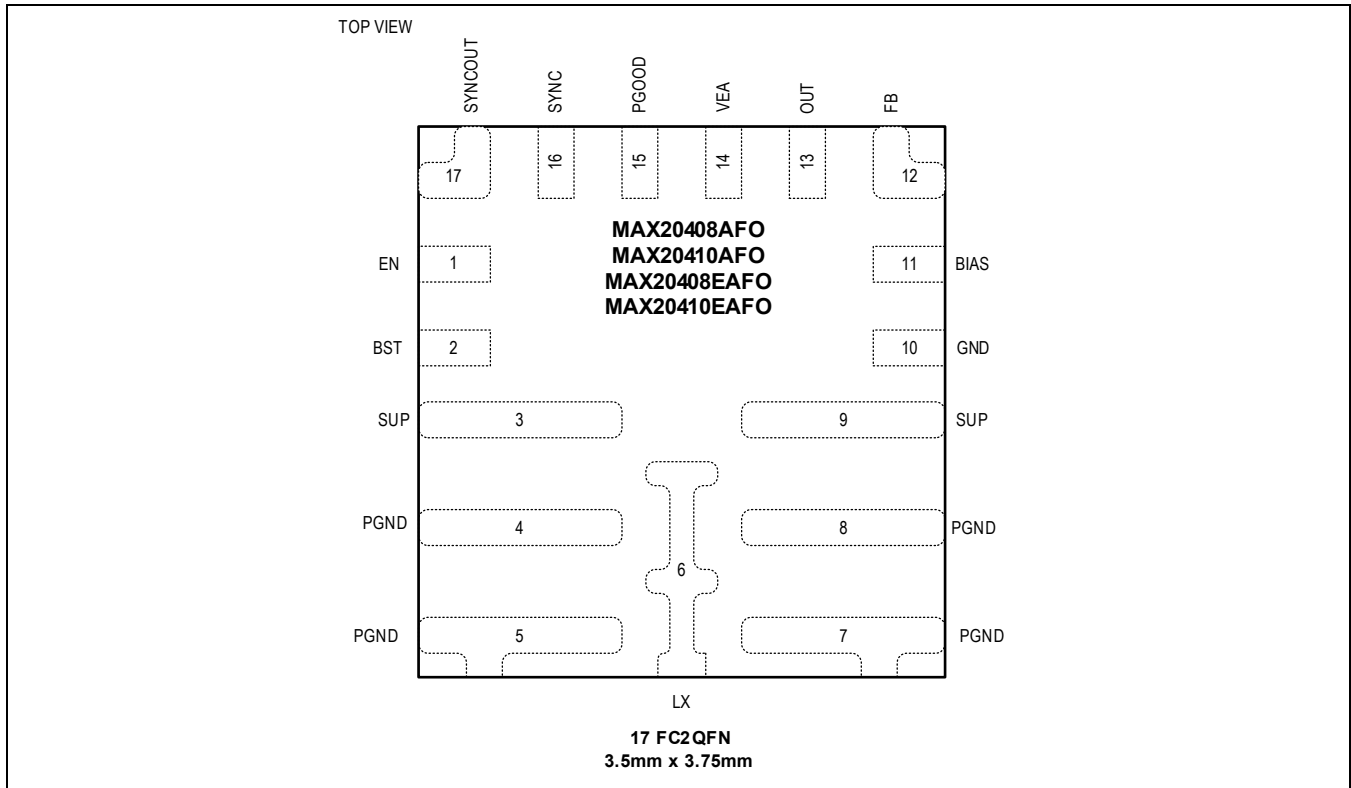 TOP VIEW
SYNCOUT
SYNC
PGOOD
VEA
OUT
FB
17
16
15
14
13
12
MAX20408AFO
MAX20410AFO
MAX20408EAFO
MAX20410EAFO
EN
1
11
BIAS
BST
2
10
GND
SUP
3
9
SUP
PGND
4
8
PGND
6
PGND
5
7
PGND
LX
17 FC2QFN
3.5mm x 3.75mm